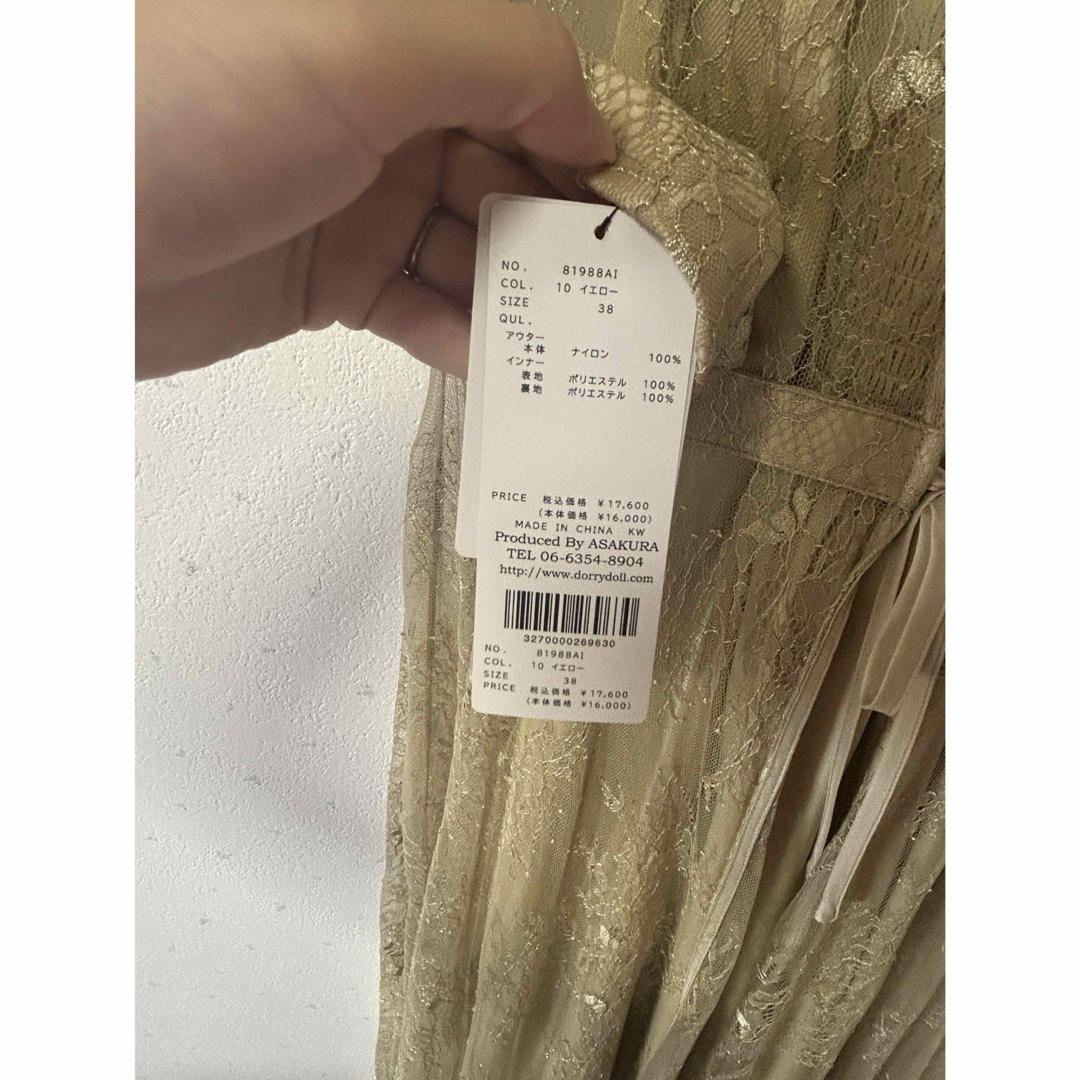 NO. 81988AI
COL. 10 イエロー
SIZE 38
QUL.
アウター
本体 ナイロン 100%
インナー
表地 ポリエステル 100%
裏地 ポリエステル 100%
PRICE 税込価格 ¥17,600
(本体価格 ¥16,000)
MADE IN CHINA KW
Produced By ASAKURA
TEL 06-6354-8904
http://www.dorrydoll.com
3270000269630
NO. 81988AI
COL. 10 イエロー
SIZE 38
PRICE 税込価格 ¥17,600
(本体価格 ¥16,000)